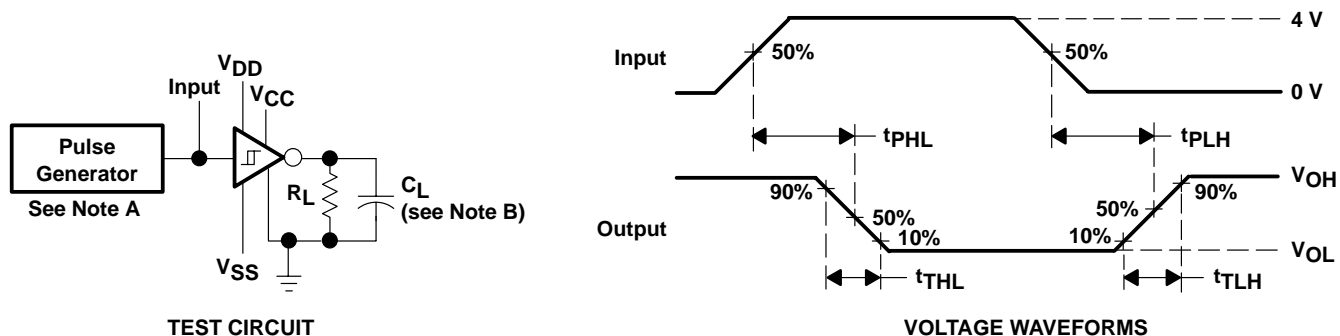 Input
VDD
VCC
Pulse
Generator
See Note A
RL
CL
(see Note B)
VSS
TEST CIRCUIT
Input
50%
50%
4 V
0 V
tPHL
tPLH
Output
90%
50%
10%
10%
50%
90%
VOH
VOL
tTHL
tTLH
VOLTAGE WAVEFORMS